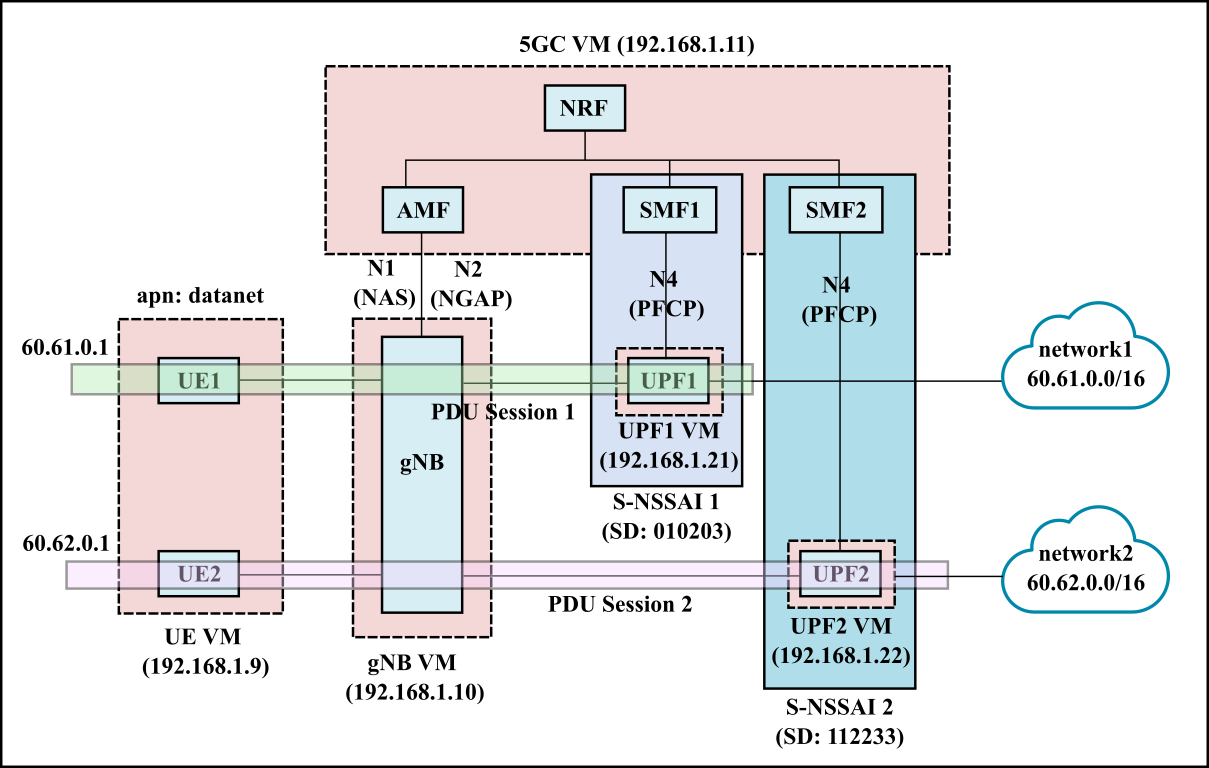 5GC VM (192.168.1.11)
NRF
AMF
SMF1
SMF2
N1
(NAS)
N2
(NGAP)
N4
(PFCP)
N4
(PFCP)
apn: datanet
60.61.0.1
UE1
UPF1
network1
60.61.0.0/16
PDU Session 1
UPF1 VM
(192.168.1.21)
gNB
S-NSSAI 1
(SD: 010203)
60.62.0.1
UE2
UPF2
network2
60.62.0.0/16
PDU Session 2
UPF2 VM
(192.168.1.22)
UE VM
(192.168.1.9)
gNB VM
(192.168.1.10)
S-NSSAI 2
(SD: 112233)